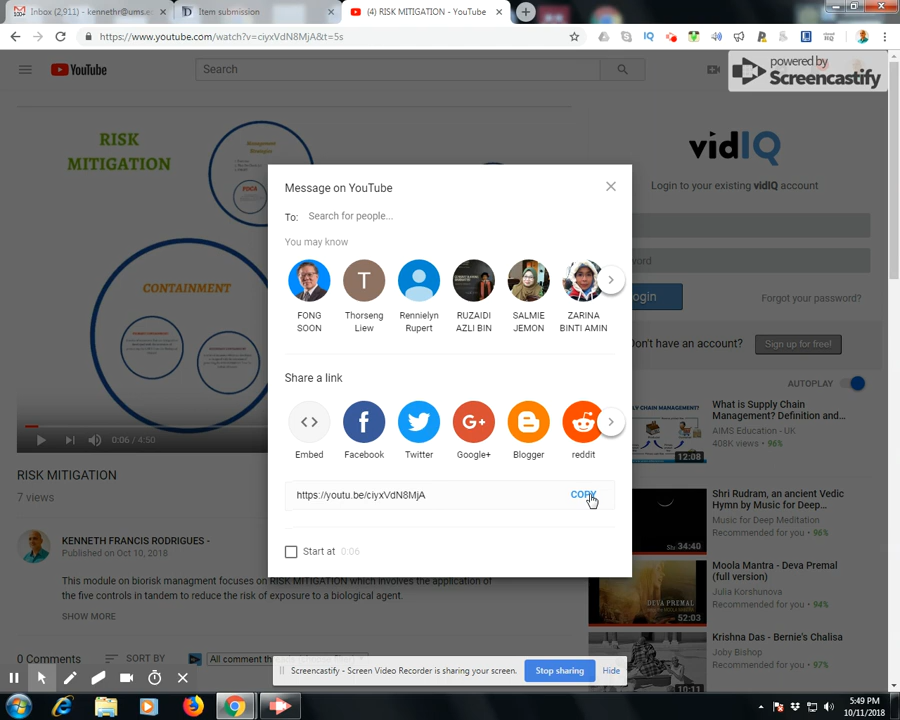 Inbox (2,911) - kennethr@ums.e
Item submission
(4) RISK MITIGATION - YouTube
https://www.youtube.com/watch?v=ciyxVdN8MjA&t=5s
YouTube
Search
powered by
Screencastify
RISK
MITIGATION
Management
PDCA
CONTAINMENT
vidIQ
Login to your existing vidIQ account
word
ogin
Forgot your password?
Don't have an account?
Sign up for free!
Message on YouTube
To: Search for people...
You may know
T
FONG
SOON
Thorseng
Liew
Rennielyn
Rupert
RUZAIDI
AZLI BIN
SALMIE
JEMON
ZARINA
BINTI AMIN
Share a link
Embed
Facebook
Twitter
Google+
Blogger
reddit
https://youtu.be/ciyxVdN8MjA
COPY
Start at 0:06
0:06 / 4:50
RISK MITIGATION
7 views
KENNETH FRANCIS RODRIGUES -
Published on Oct 10, 2018
This module on biorisk managment focuses on RISK MITIGATION which involves the application of
the five controls in tandem to reduce the risk of exposure to a biological agent.
SHOW MORE
0 Comments
SORT BY
All comment
AUTOPLAY
What is Supply Chain
Management? Definition and...
AIMS Education - UK
408K views • 96%
12:08
Shri Rudram, an ancient Vedic
Hymn by Music for Deep...
Music for Deep Meditation
Recommended for you • 96%
34:40
Moola Mantra - Deva Premal
(full version)
Julia Korshunova
Recommended for you • 94%
DEVA PREMAL
52:03
Krishna Das - Bernie's Chalisa
Joby Bishop
Recommended for you • 97%
10:11
Screencastify - Screen Video Recorder is sharing your screen.
Stop sharing
Hide
5:49 PM
10/11/2018